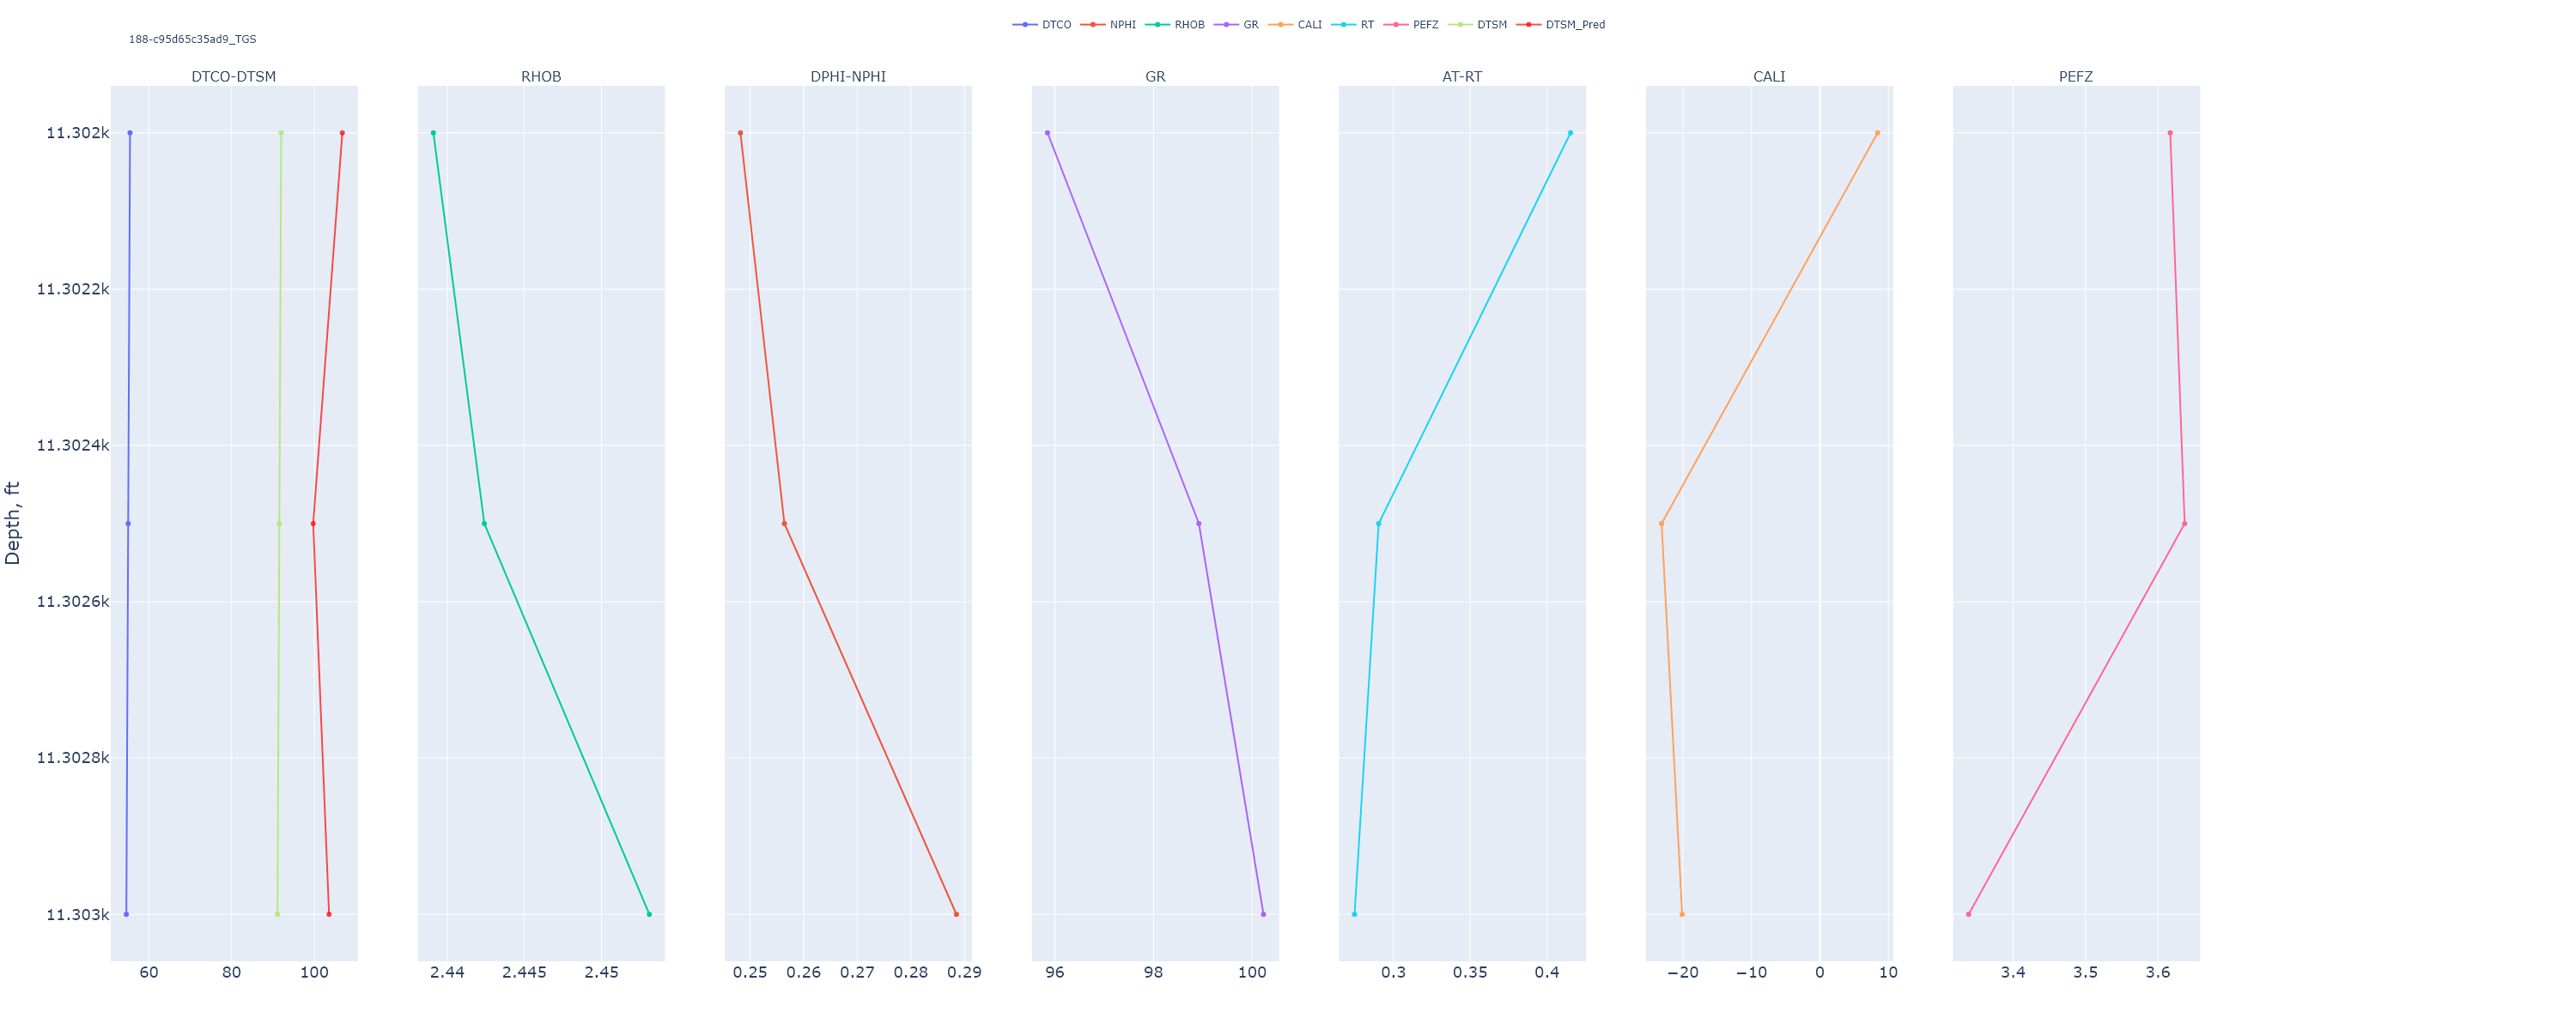 DTCO NPHI RHOB GR CALI RT PEFZ DTSM DTSM_Pred
188-c95d65c35ad9_TGS
DTCO-DTSM RHOB DPHI-NPHI GR AT-RT CALI PEFZ
11.302k
11.3022k
11.3024k
Depth, ft
11.3026k
11.3028k
11.303k
60 80 100 2.44 2.445 2.45 0.25 0.26 0.27 0.28 0.29 96 98 100 0.3 0.35 0.4 −20 −10 0 10 3.4 3.5 3.6